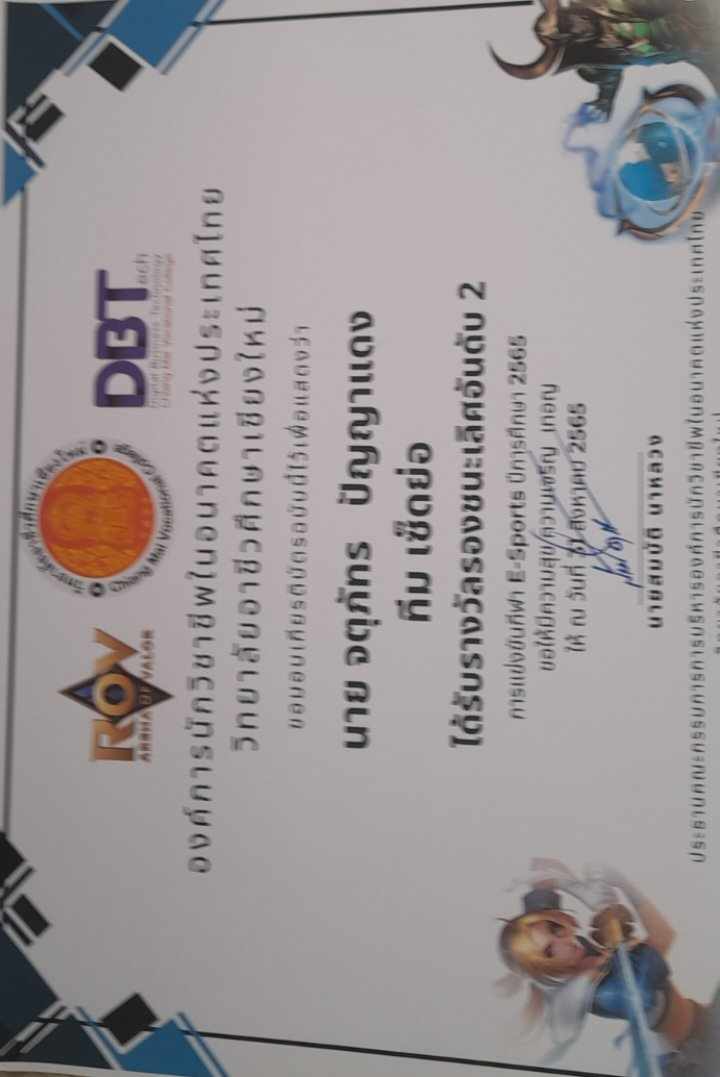 ROV
ARENA OF VALOR
วิทยาลัยอาชีวศึกษาเชียงใหม่
Chiang Mai Vocational College
DBTech
Digital Business Technology
Chiang Mai Vocational College
องค์การนักวิชาชีพในอนาคตแห่งประเทศไทย
วิทยาลัยอาชีวศึกษาเชียงใหม่
ขอมอบเกียรติบัตรฉบับนี้ไว้เพื่อแสดงว่า
นาย จตุภัทร ปัญญาแดง
ทีม เซ็ดย่อ
ได้รับรางวัลรองชนะเลิศอันดับ 2
การแข่งขันกีฬา E-Sports ปีการศึกษา 2565
ขอให้มีความสุขความเจริญ เทอญ
ให้ ณ วันที่ สิงหาคม 2565
นายสมบัติ นาหลวง
ประธานคณะกรรมการการบริหารองค์การนักวิชาชีพในอนาคตแห่งประเทศไทย